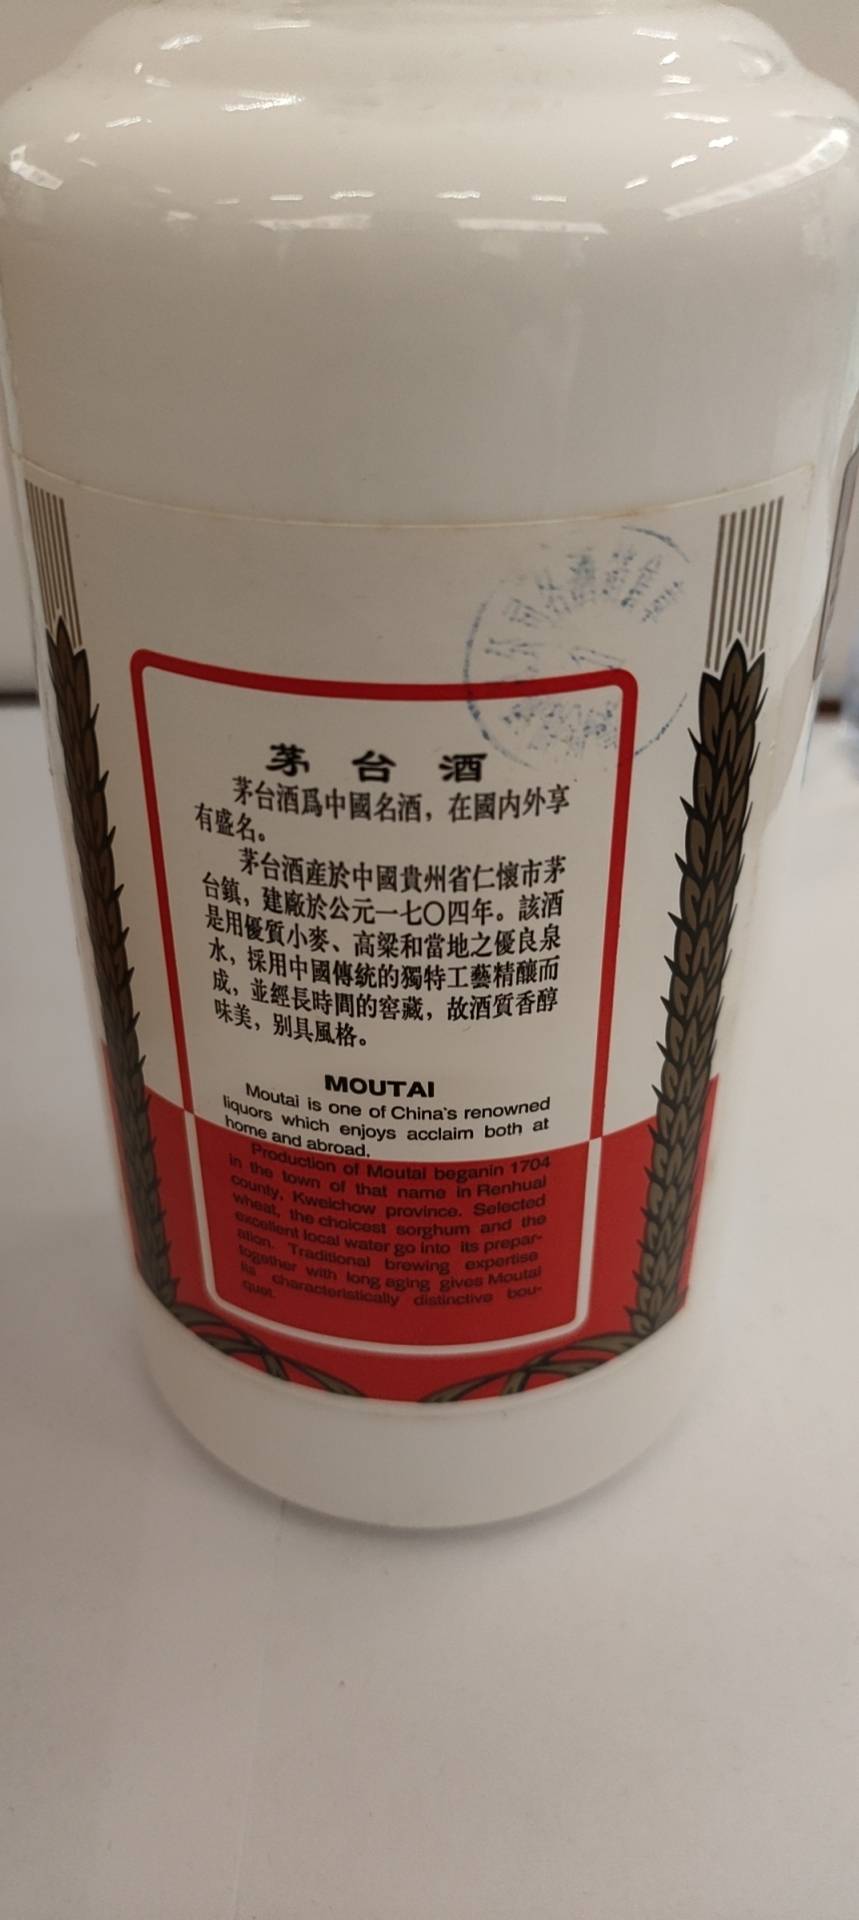 茅台酒
茅台酒爲中國名酒，在國内外享
有盛名。
茅台酒産於中國貴州省仁懷市茅
台鎮，建廠於公元一七〇四年。該酒
是用優質小麥、高粱和當地之優良泉
水，採用中國傳統的獨特工藝精釀而
成，並經長時間的窖藏，故酒質香醇
味美，别具風格。
MOUTAI
Moutai is one of China's renowned
liquors which enjoys acclaim both at
home and abroad.
Production of Moutai beganin 1704
in the town of that name in Renhuai
county, Kweichow province. Selected
wheat, the choicest sorghum and the
excellent local water go into its prepar-
ation. Traditional brewing expertise
together with long aging gives Moutai
its characteristically distinctive bou-
quet.